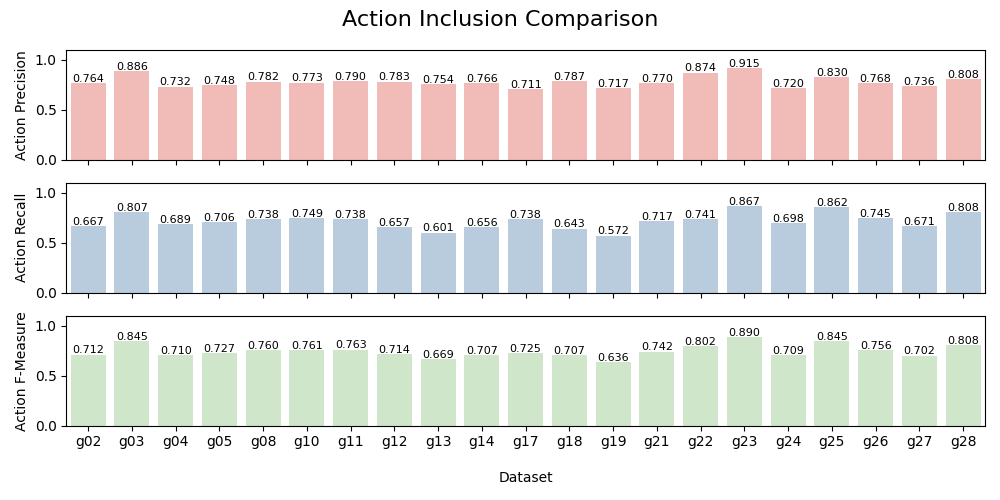 Action Inclusion Comparison
Action Precision
1.0
0.5
0.0
0.764 0.886 0.732 0.748 0.782 0.773 0.790 0.783 0.754 0.766 0.711 0.787 0.717 0.770 0.874 0.915 0.720 0.830 0.768 0.736 0.808
Action Recall
1.0
0.5
0.0
0.667 0.807 0.689 0.706 0.738 0.749 0.738 0.657 0.601 0.656 0.738 0.643 0.572 0.717 0.741 0.867 0.698 0.862 0.745 0.671 0.808
Action F-Measure
1.0
0.5
0.0
0.712 0.845 0.710 0.727 0.760 0.761 0.763 0.714 0.669 0.707 0.725 0.707 0.636 0.742 0.802 0.890 0.709 0.845 0.756 0.702 0.808
g02 g03 g04 g05 g08 g10 g11 g12 g13 g14 g17 g18 g19 g21 g22 g23 g24 g25 g26 g27 g28
Dataset